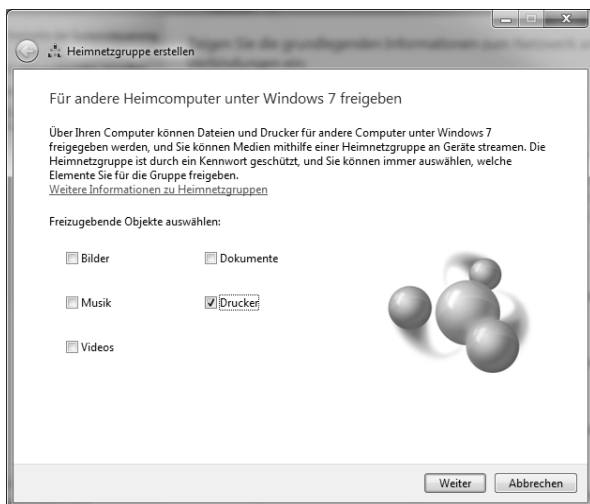 Heimnetzgruppe erstellen
Für andere Heimcomputer unter Windows 7 freigeben
Über Ihren Computer können Dateien und Drucker für andere Computer unter Windows 7
freigegeben werden, und Sie können Medien mithilfe einer Heimnetzgruppe an Geräte streamen. Die
Heimnetzgruppe ist durch ein Kennwort geschützt, und Sie können immer auswählen, welche
Elemente Sie für die Gruppe freigeben.
Weitere Informationen zu Heimnetzgruppen
Freizugebende Objekte auswählen:
Bilder Dokumente
Musik Drucker
Videos
Weiter Abbrechen